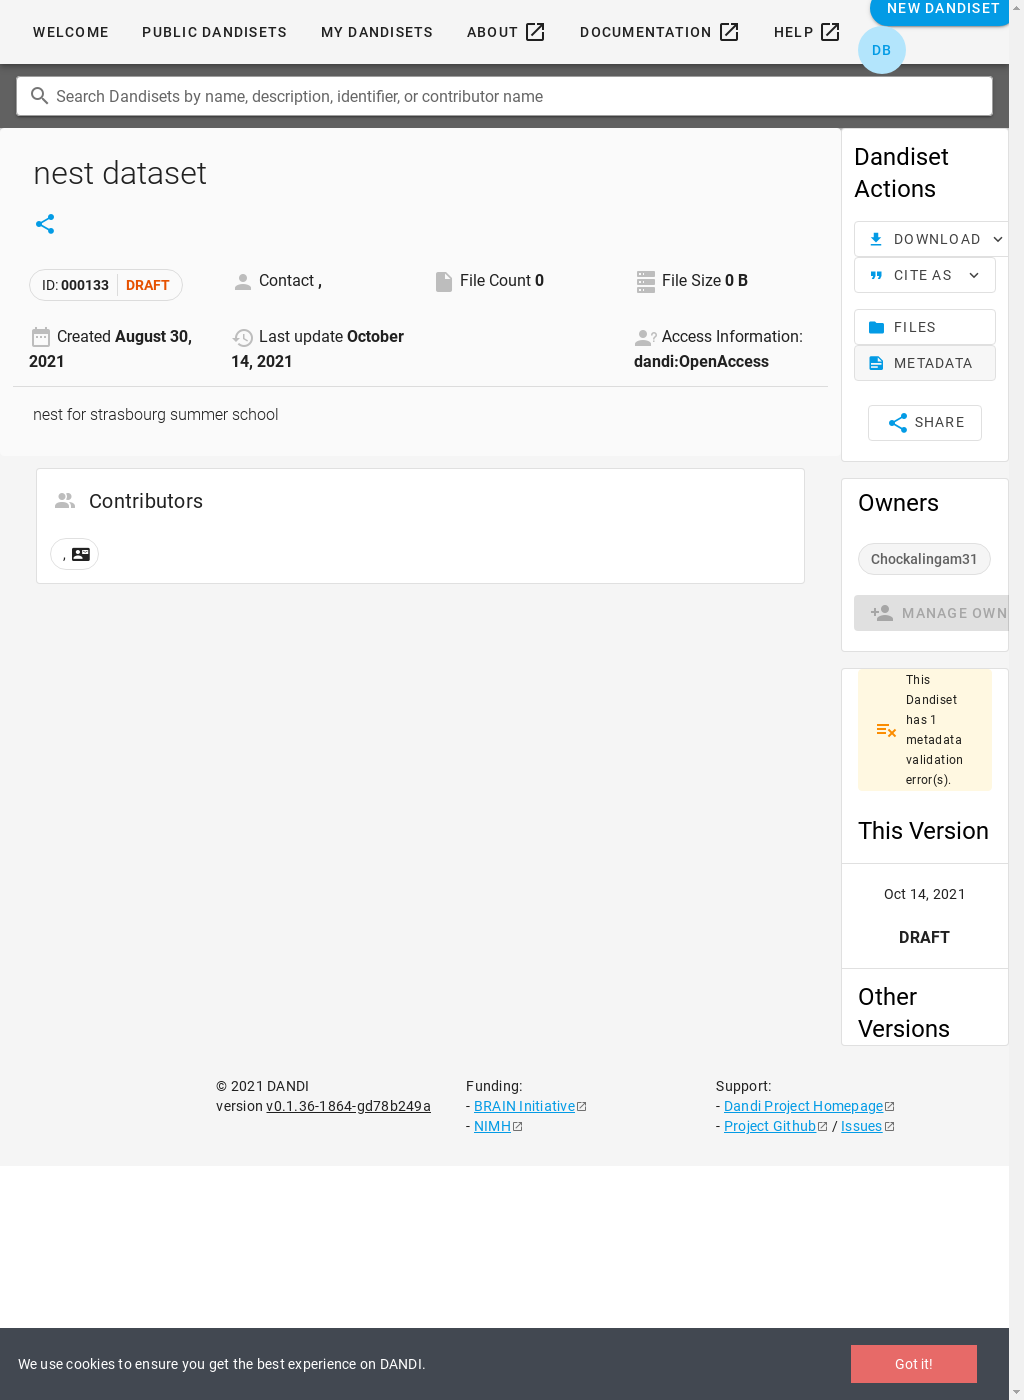 WELCOME
PUBLIC DANDISETS
MY DANDISETS
ABOUT
DOCUMENTATION
HELP
NEW DANDISET
DB
Search Dandisets by name, description, identifier, or contributor name
nest dataset
ID: 000133 DRAFT
Contact ,
File Count 0
File Size 0 B
Created August 30,
2021
Last update October
14, 2021
Access Information:
dandi:OpenAccess
nest for strasbourg summer school
Contributors
,
Dandiset
Actions
DOWNLOAD
CITE AS
FILES
METADATA
SHARE
Owners
Chockalingam31
MANAGE OWN
This
Dandiset
has 1
metadata
validation
error(s).
This Version
Oct 14, 2021
DRAFT
Other
Versions
© 2021 DANDI
version v0.1.36-1864-gd78b249a
Funding:
- BRAIN Initiative
- NIMH
Support:
- Dandi Project Homepage
- Project Github / Issues
We use cookies to ensure you get the best experience on DANDI.
Got it!